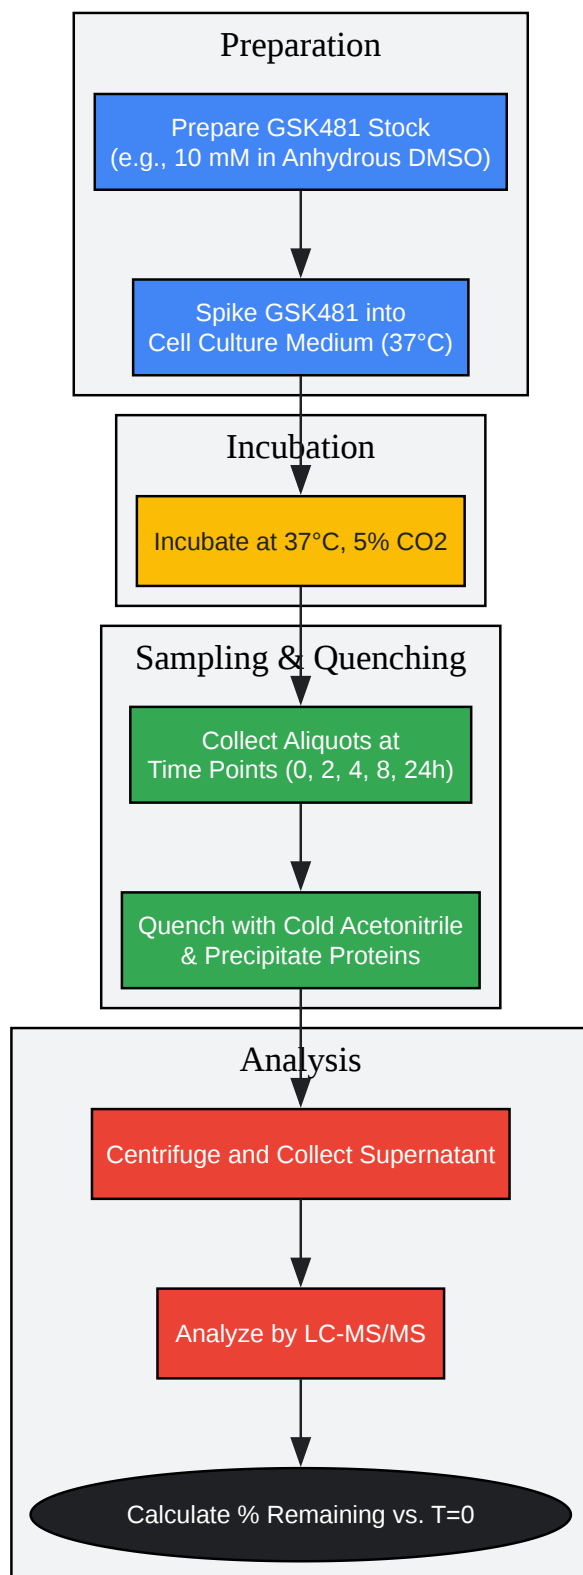 Preparation
Prepare GSK481 Stock
(e.g., 10 mM in Anhydrous DMSO)
Spike GSK481 into
Cell Culture Medium (37°C)
Incubation
Incubate at 37°C, 5% CO2
Sampling & Quenching
Collect Aliquots at
Time Points (0, 2, 4, 8, 24h)
Quench with Cold Acetonitrile
& Precipitate Proteins
Analysis
Centrifuge and Collect Supernatant
Analyze by LC-MS/MS
Calculate % Remaining vs. T=0